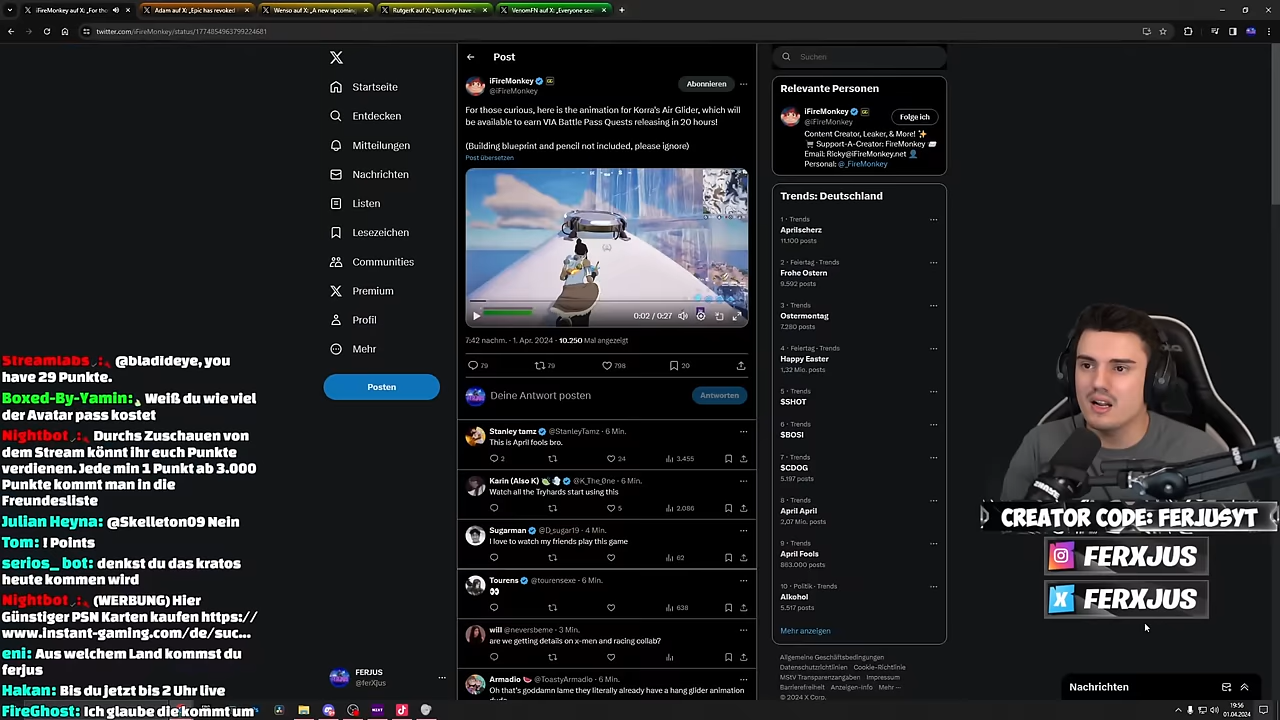 iFireMonkey auf X: „For tho
Adam auf X: „Epic has revoked
Wenso auf X: „A new upcoming
RutgerK auf X: „You only have
VenomFN auf X: „Everyone see
twitter.com/iFireMonkey/status/1774854963799224681
Post
Suchen
Startseite
Entdecken
Mitteilungen
Nachrichten
Listen
Lesezeichen
Communities
Premium
Profil
Mehr
Posten
FERJUS
@ferXjus
iFireMonkey
@iFireMonkey
Abonnieren
For those curious, here is the animation for Korra's Air Glider, which will
be available to earn VIA Battle Pass Quests releasing in 20 hours!
(Building blueprint and pencil not included, please ignore)
Post übersetzen
0:02 / 0:27
7:42 nachm. · 1. Apr. 2024 · 10.250 Mal angezeigt
79
79
798
20
Deine Antwort posten
Antworten
Stanley tamz @StanleyTamz · 6 Min.
This is April fools bro.
2
24
3.455
Karin (Also K) @K_The_0ne · 6 Min.
Watch all the Tryhards start using this
5
2.086
Sugarman @D_sugar19 · 4 Min.
I love to watch my friends play this game
62
Tourens @tourensexe · 6 Min.
638
will @neversbeme · 3 Min.
are we getting details on x-men and racing collab?
Armadio @ToastyArmadio · 6 Min.
Oh that's goddamn lame they literally already have a hang glider animation
Relevante Personen
iFireMonkey
@iFireMonkey
Folge ich
Content Creator, Leaker, & More!
Support-A-Creator: FireMonkey
Email: Ricky@iFireMonkey.net
Personal: @_FireMonkey
Trends: Deutschland
1 · Trends
Aprilscherz
11.100 posts
2 · Feiertag · Trends
Frohe Ostern
9.592 posts
3 · Trends
Ostermontag
7.280 posts
4 · Feiertag · Trends
Happy Easter
1,32 Mio. posts
5 · Trends
$SHOT
6 · Trends
$BOSI
7 · Trends
$CDOG
5.197 posts
8 · Trends
April April
2,07 Mio. posts
9 · Trends
April Fools
863.000 posts
10 · Politik · Trends
Alkohol
5.517 posts
Mehr anzeigen
Allgemeine Geschäftsbedingungen
Datenschutzrichtlinien Cookie-Richtlinie
MStV Transparenzangaben Impressum
Barrierefreiheit Anzeigen-Info Mehr ···
© 2024 X Corp.
Nachrichten
Streamlabs : @bladideye, you
have 29 Punkte.
Boxed-By-Yamin: Weiß du wie viel
der Avatar pass kostet
Nightbot : Durchs Zuschauen von
dem Stream könnt ihr euch Punkte
verdienen. Jede min 1 Punkt ab 3.000
Punkte kommt man in die
Freundesliste
Julian Heyna: @Skelleton09 Nein
Tom: ! Points
serios_ bot: denkst du das kratos
heute kommen wird
Nightbot : (WERBUNG) Hier
Günstiger PSN Karten kaufen https://
www.instant-gaming.com/de/suc...
eni: Aus welchem Land kommst du
ferjus
Hakan: Bist du jetzt 2 Uhr live
FireGhost: Ich glaube die kommt um
CREATOR CODE: FERJUSYT
FERXJUS
FERXJUS
19:56
01.04.2024